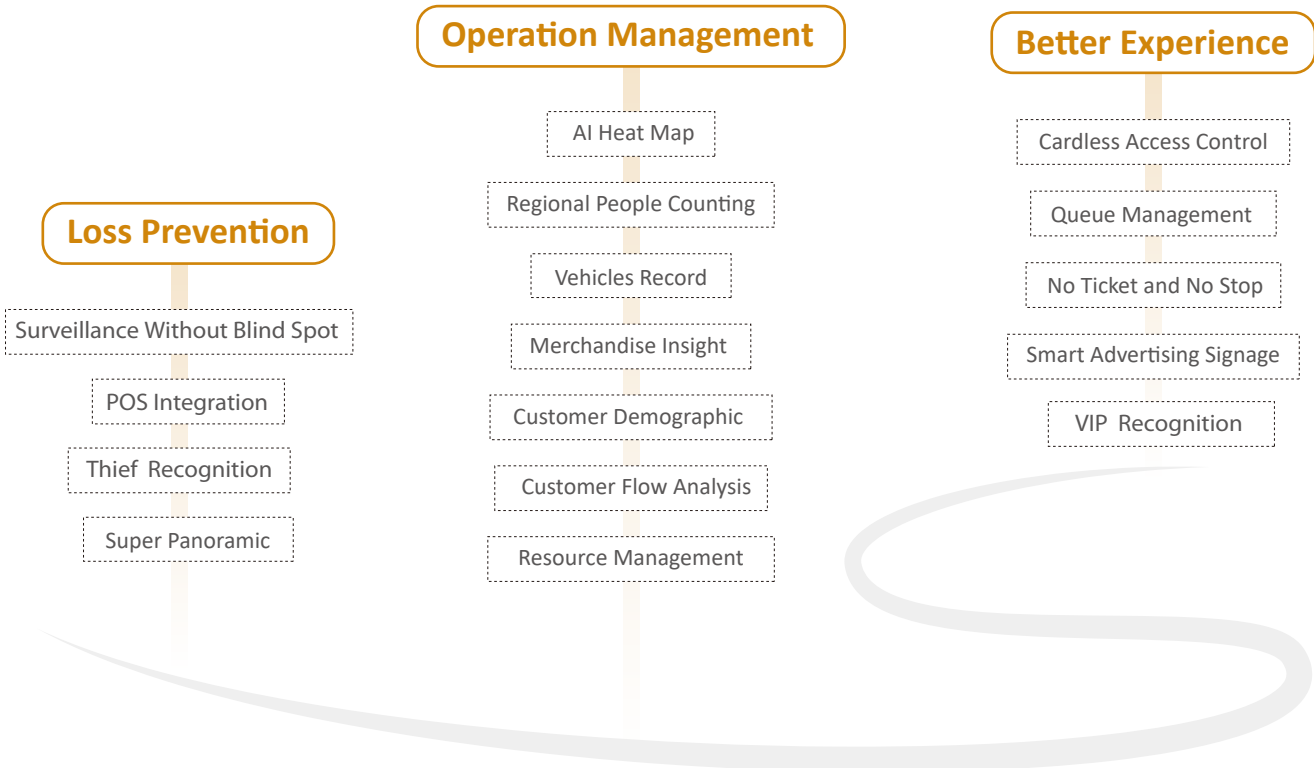 Loss Prevention
Surveillance Without Blind Spot
POS Integration
Thief Recognition
Super Panoramic
Operation Management
AI Heat Map
Regional People Counting
Vehicles Record
Merchandise Insight
Customer Demographic
Customer Flow Analysis
Resource Management
Better Experience
Cardless Access Control
Queue Management
No Ticket and No Stop
Smart Advertising Signage
VIP Recognition